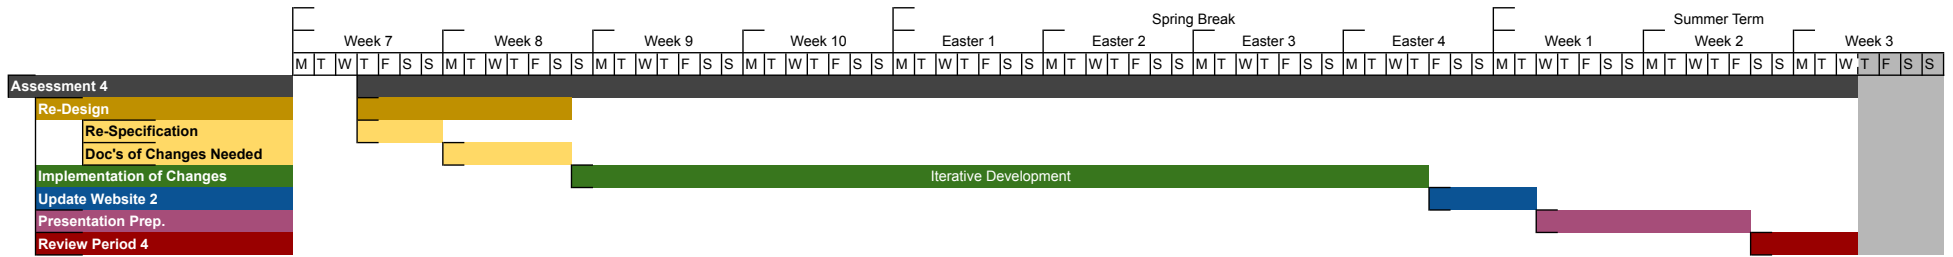 Spring Break Summer Term
Week 7 Week 8 Week 9 Week 10 Easter 1 Easter 2 Easter 3 Easter 4 Week 1 Week 2 Week 3
M T W T F S S M T W T F S S M T W T F S S M T W T F S S M T W T F S S M T W T F S S M T W T F S S M T W T F S S M T W T F S S M T W T F S S M T W T F S S
Assessment 4
Re-Design
Re-Specification
Doc's of Changes Needed
Implementation of Changes Iterative Development
Update Website 2
Presentation Prep.
Review Period 4